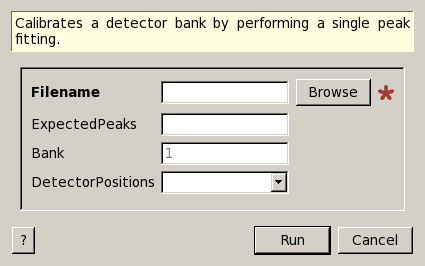 Calibrates a detector bank by performing a single peak
fitting.
Filename Browse *
ExpectedPeaks
Bank 1
DetectorPositions
? Run Cancel